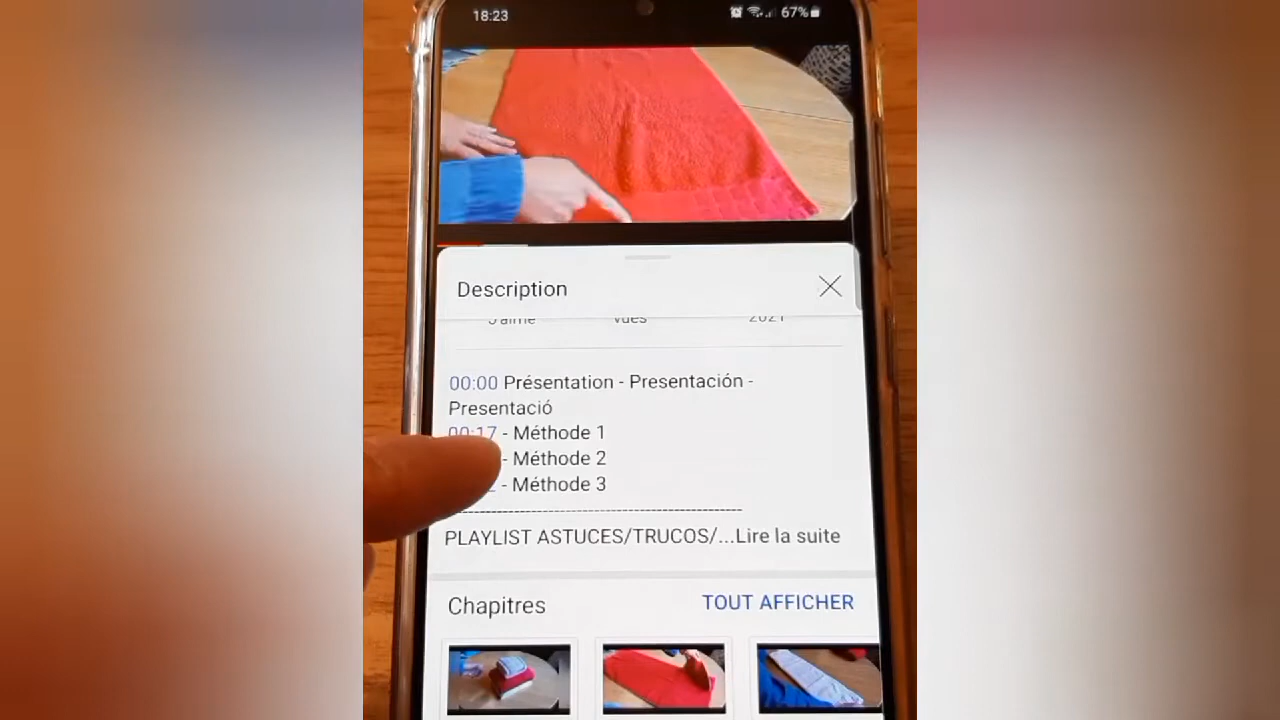 18:23
67%
Description
J'aime
vues
2021
00:00 Présentation - Presentación -
Presentació
00:17 - Méthode 1
- Méthode 2
- Méthode 3
--------------------------------------------------
PLAYLIST ASTUCES/TRUCOS/...Lire la suite
Chapitres
TOUT AFFICHER